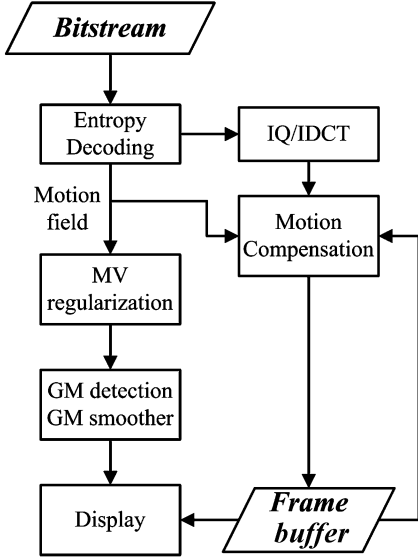 Bitstream
Entropy
Decoding
IQ/IDCT
Motion
field
Motion
Compensation
MV
regularization
GM detection
GM smoother
Display
Frame
buffer